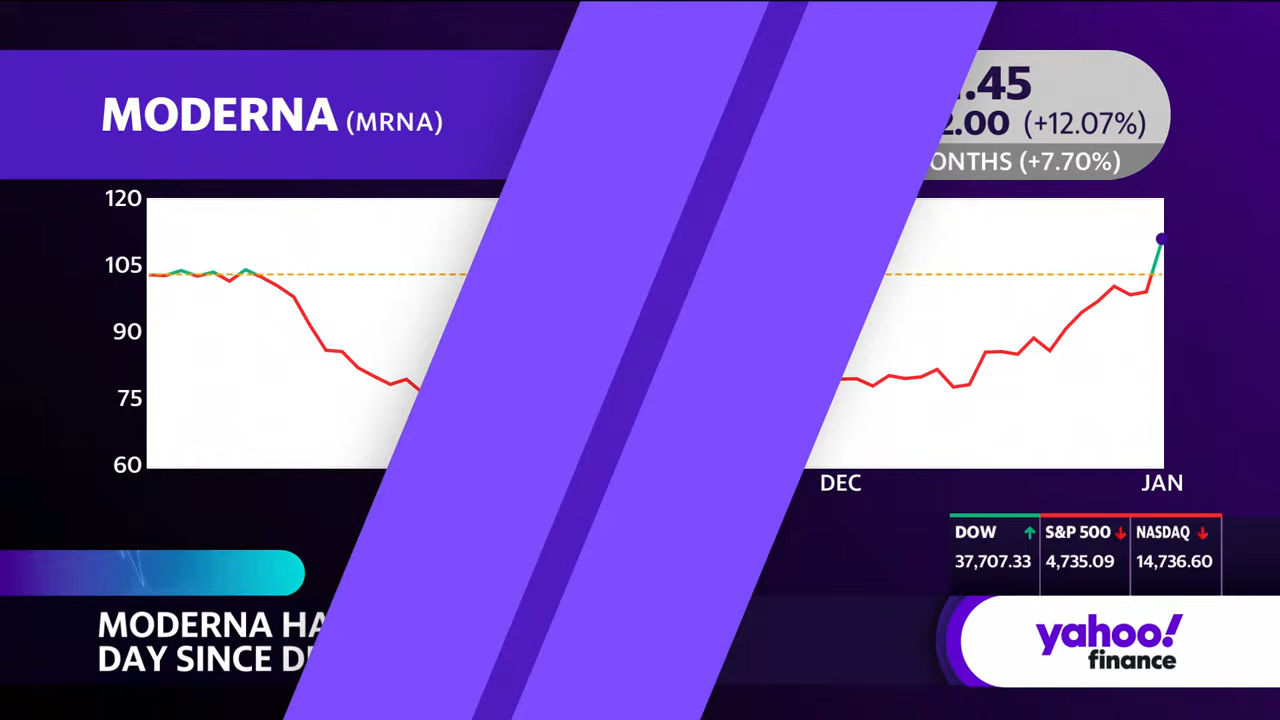 MODERNA (MRNA)
.45
2.00 (+12.07%)
ONTHS (+7.70%)
120
105
90
75
60
DEC
JAN
DOW
S&P 500
NASDAQ
37,707.33
4,735.09
14,736.60
MODERNA HA
DAY SINCE
yahoo!
finance